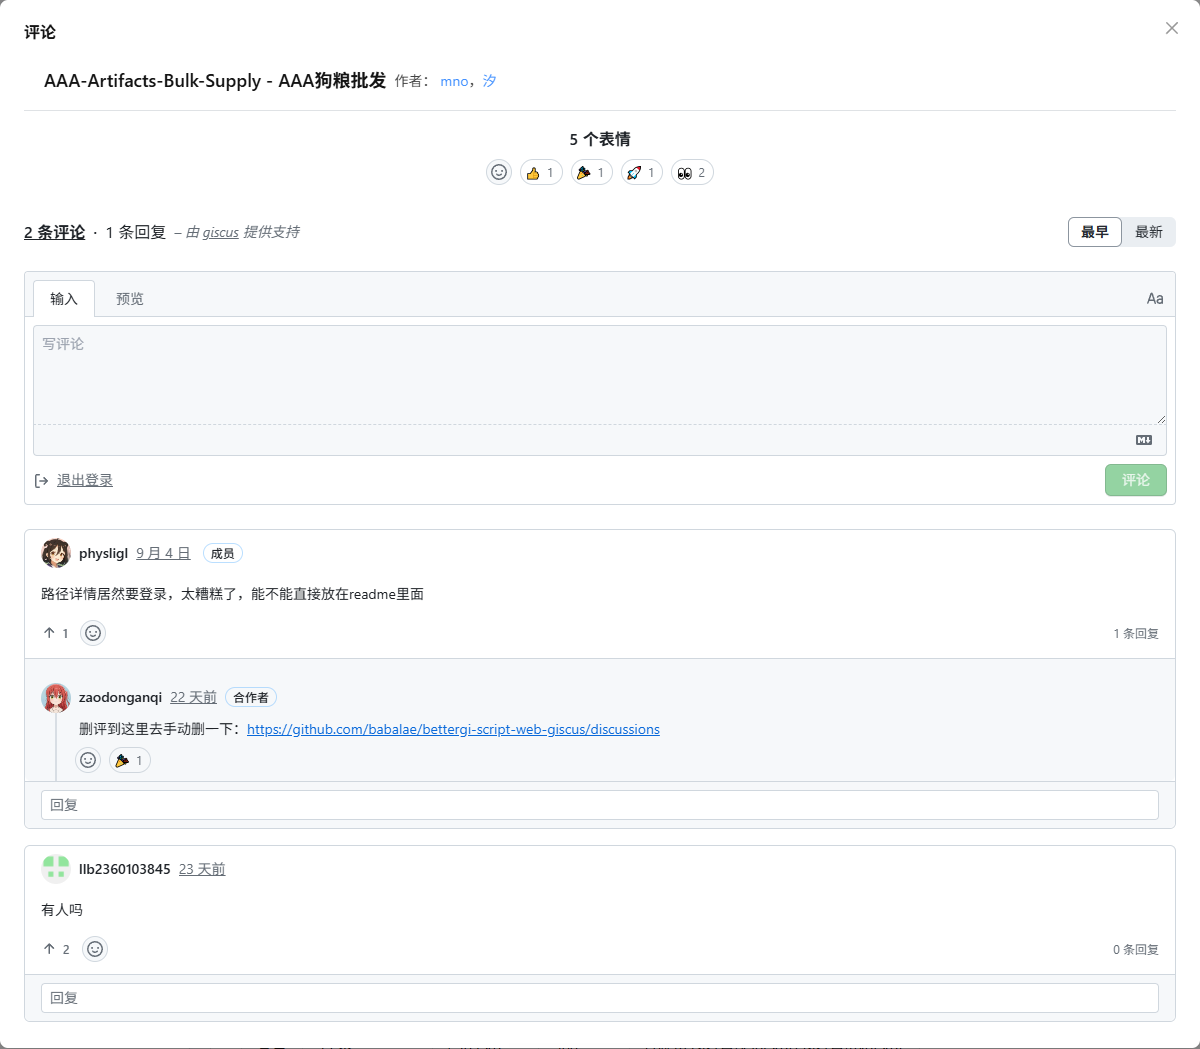 评论
AAA-Artifacts-Bulk-Supply - AAA狗粮批发 作者： mno，汐
5 个表情
1 1 1 2
2 条评论 · 1 条回复 – 由 giscus 提供支持
最早 最新
输入 预览 Aa
写评论
退出登录 评论
physligl 9 月 4 日 成员
路径详情居然要登录，太糟糕了，能不能直接放在readme里面
1 1 条回复
zaodonganqi 22 天前 合作者
删评到这里去手动删一下：https://github.com/babalae/bettergi-script-web-giscus/discussions
1
回复
llb2360103845 23 天前
有人吗
2 0 条回复
回复